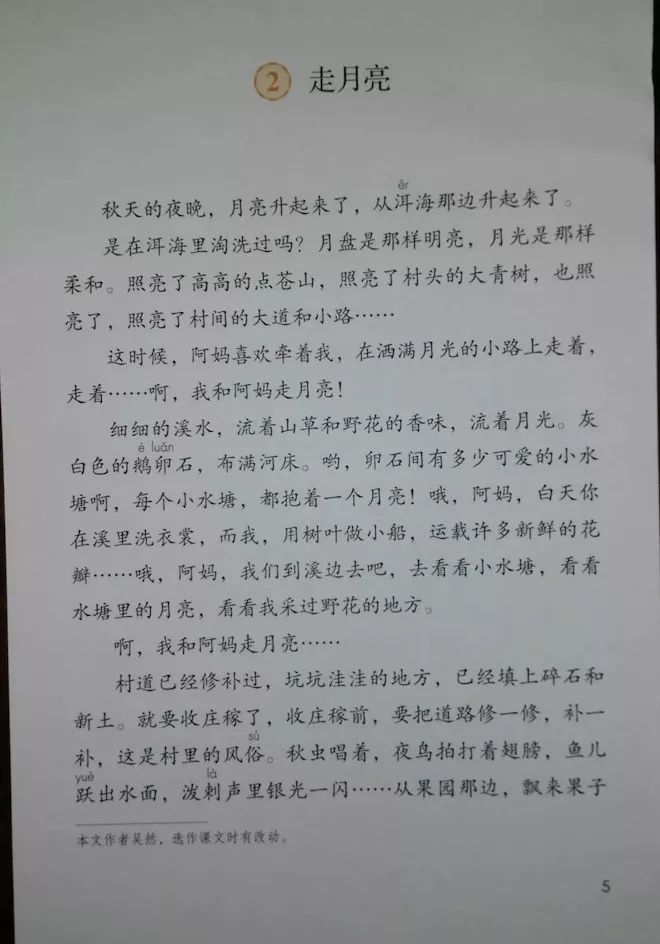 2 走月亮
ěr
秋天的夜晚，月亮升起来了，从洱海那边升起来了。
是在洱海里淘洗过吗？月盘是那样明亮，月光是那样
柔和。照亮了高高的点苍山，照亮了村头的大青树，也照
亮了，照亮了村间的大道和小路……
这时候，阿妈喜欢牵着我，在洒满月光的小路上走着，
走着……啊，我和阿妈走月亮！
细细的溪水，流着山草和野花的香味，流着月光。灰
é luǎn
白色的鹅卵石，布满河床。哟，卵石间有多少可爱的小水
塘啊，每个小水塘，都抱着一个月亮！哦，阿妈，白天你
在溪里洗衣裳，而我，用树叶做小船，运载许多新鲜的花
瓣……哦，阿妈，我们到溪边去吧，去看看小水塘，看看
水塘里的月亮，看看我采过野花的地方。
啊，我和阿妈走月亮……
村道已经修补过，坑坑洼洼的地方，已经填上碎石和
新土。就要收庄稼了，收庄稼前，要把道路修一修，补一
sú
补，这是村里的风俗。秋虫唱着，夜鸟拍打着翅膀，鱼儿
yuè là
跃出水面，泼剌声里银光一闪……从果园那边，飘来果子
本文作者吴然，选作课文时有改动。
5